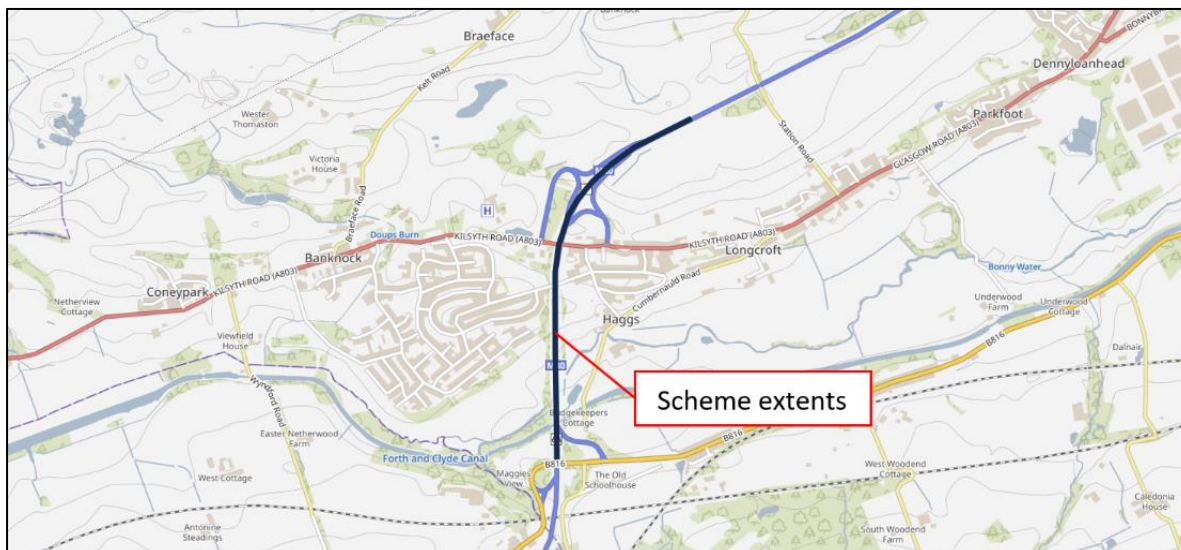 Braeface
BONNYBR
Dennyloanhead
Kelt Road
Wester
Thomaston
Parkfoot
Station Road
GLASGOW ROAD (A803)
Victoria
House
H
Braeface Road
Doups Burn
KILSYTH ROAD (A803)
KILSYTH ROAD (A803)
Longcroft
Banknock
KILSYTH ROAD (A803)
Coneypark
Cumbernauld Road
Bonny Water
Netherview
Cottage
Haggs
Underwood
Farm
Underwood
Cottage
Viewfield
House
B816
Dalnair
M80
Wyndford Road
Scheme extents
Cottage
Easter Netherwood
Farm
Forth and Clyde Canal
B816
Maggies
View
The Old
Schoolhouse
West Cottage
West Woodend
Cottage
Caledonia
House
Antonine
Steadings
South Woodend
Farm